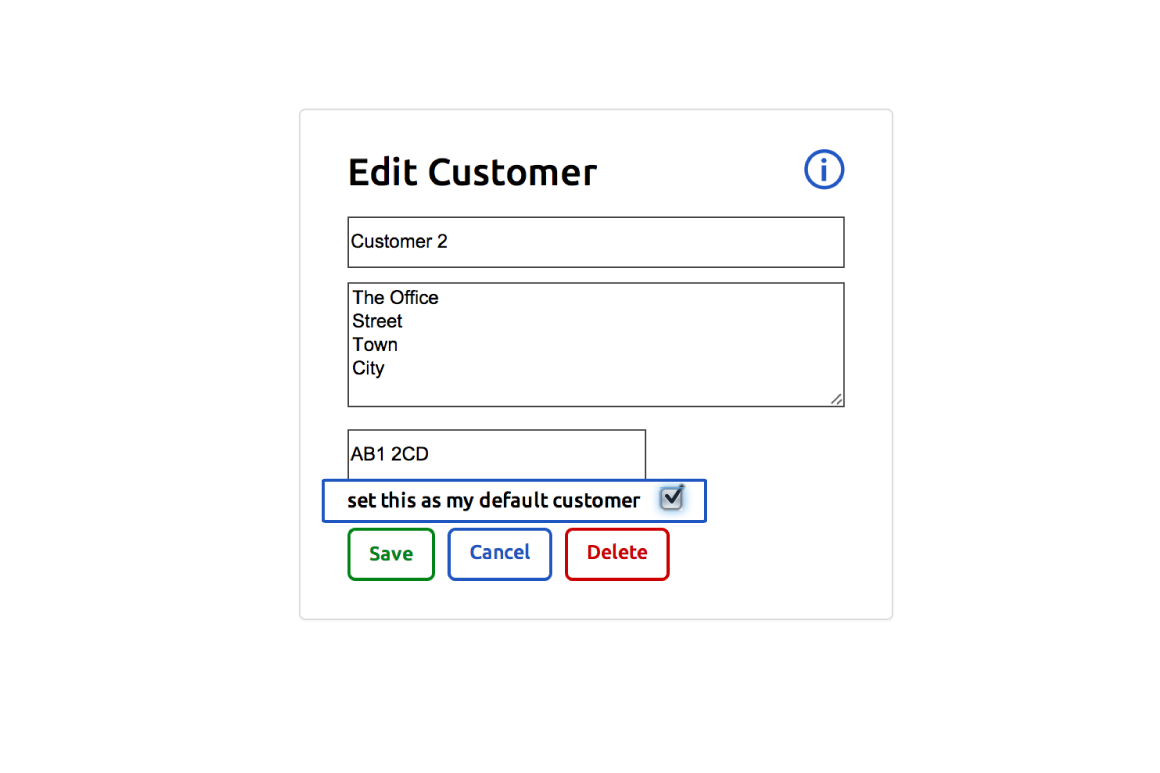 Edit Customer
i
Customer 2
The Office
Street
Town
City
AB1 2CD
set this as my default customer
Save Cancel Delete